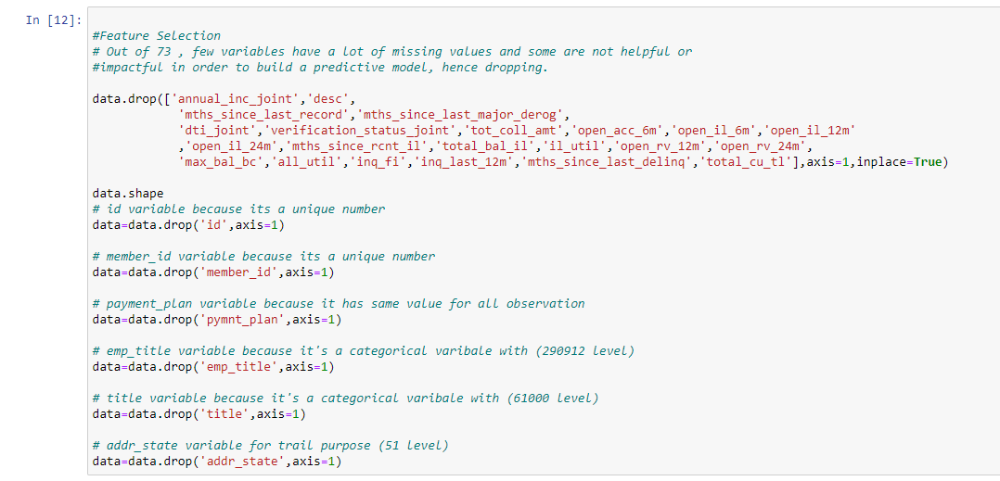 In [12]:
#Feature Selection
# Out of 73 , few variables have a lot of missing values and some are not helpful or
#impactful in order to build a predictive model, hence dropping.
data.drop(['annual_inc_joint','desc',
'mths_since_last_record','mths_since_last_major_derog',
'dti_joint','verification_status_joint','tot_coll_amt','open_acc_6m','open_il_6m','open_il_12m'
,'open_il_24m','mths_since_rcnt_il','total_bal_il','il_util','open_rv_12m','open_rv_24m',
'max_bal_bc','all_util','inq_fi','inq_last_12m','mths_since_last_delinq','total_cu_tl'],axis=1,inplace=True)
data.shape
# id variable because its a unique number
data=data.drop('id',axis=1)
# member_id variable because its a unique number
data=data.drop('member_id',axis=1)
# payment_plan variable because it has same value for all observation
data=data.drop('pymnt_plan',axis=1)
# emp_title variable because it's a categorical varibale with (290912 level)
data=data.drop('emp_title',axis=1)
# title variable because it's a categorical varibale with (61000 level)
data=data.drop('title',axis=1)
# addr_state variable for trail purpose (51 level)
data=data.drop('addr_state',axis=1)